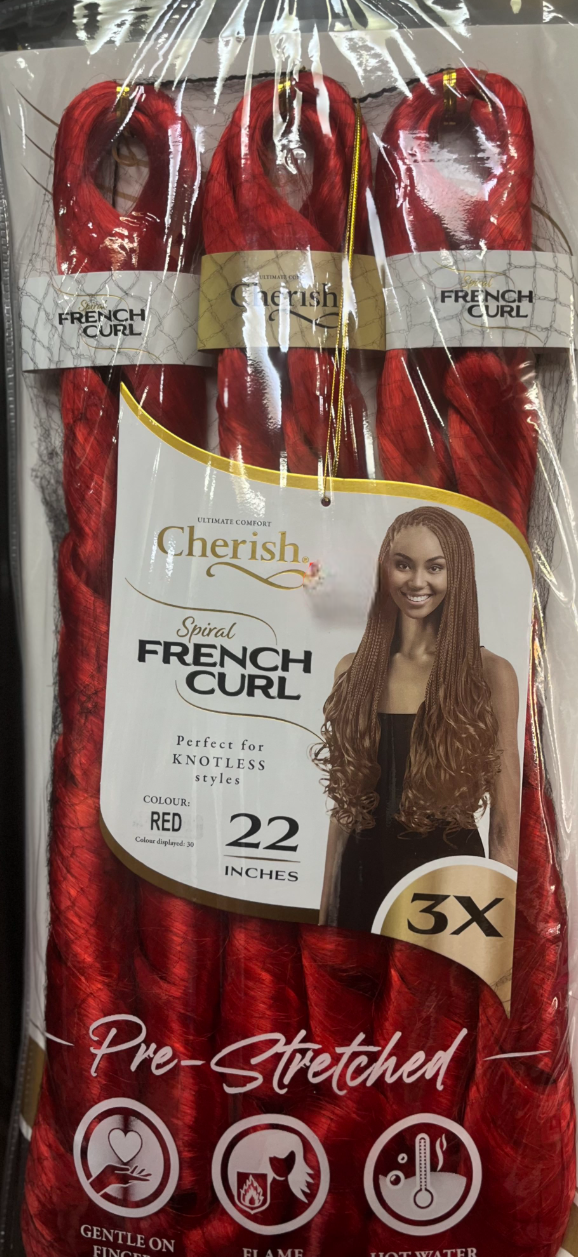 Spiral
FRENCH
CURL
ULTIMATE
Cherish
Spiral
FRENCH
CURL
ULTIMATE COMFORT
Cherish®
Spiral
FRENCH
CURL
Perfect for
KNOTLESS
styles
COLOUR:
RED
Colour displayed: 30
22
INCHES
3X
Pre-Stretched
GENTLE ON
FLAME
HOT WATER